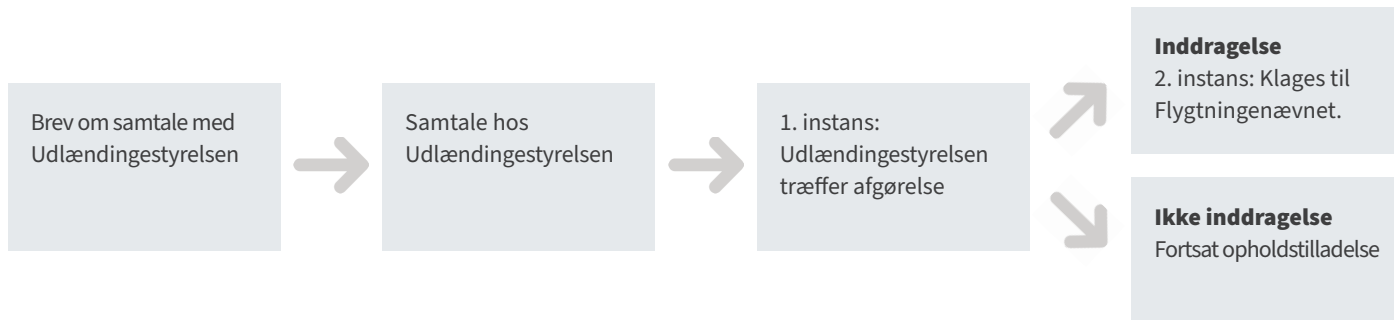 Brev om samtale med
Udlændingestyrelsen
Samtale hos
Udlændingestyrelsen
1. instans:
Udlændingestyrelsen
træffer afgørelse
Inddragelse
2. instans: Klages til
Flygtningenævnet.
Ikke inddragelse
Fortsat opholdstilladelse